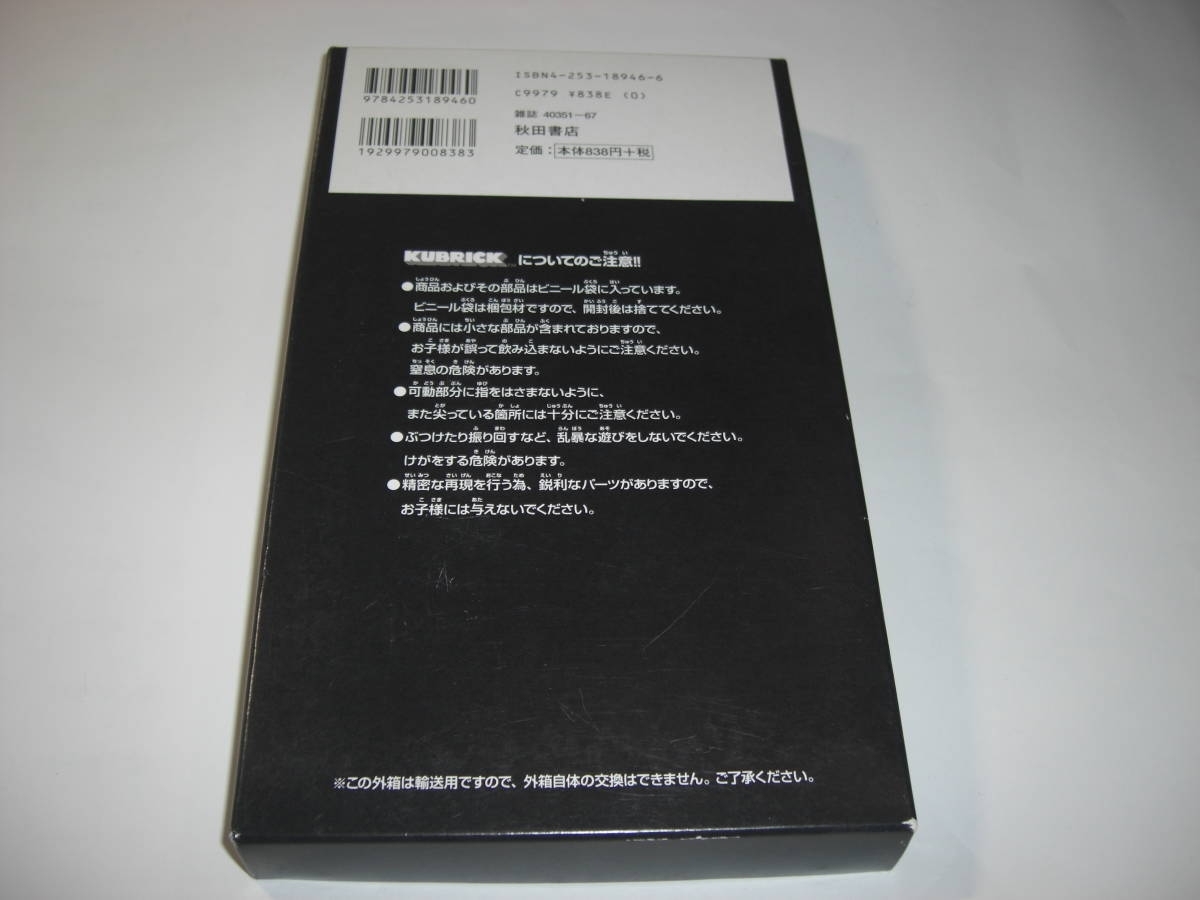 9784253189460
1929979008383
ISBN4-253-18946-6
C9979 ¥838E (0)
雑誌 40351-67
秋田書店
定価：本体838円＋税
KUBRICK についてのご注意!!
●商品およびその部品はビニール袋に入っています。
ビニール袋は梱包材ですので、開封後は捨ててください。
●商品には小さな部品が含まれておりますので、
お子様が誤って飲み込まないようにご注意ください。
窒息の危険があります。
●可動部分に指をはさまないように、
また尖っている箇所には十分にご注意ください。
●ぶつけたり振り回すなど、乱暴な遊びをしないでください。
けがをする危険があります。
●精密な再現を行う為、鋭利なパーツがありますので、
お子様には与えないでください。
※この外箱は輸送用ですので、外箱自体の交換はできません。ご了承ください。